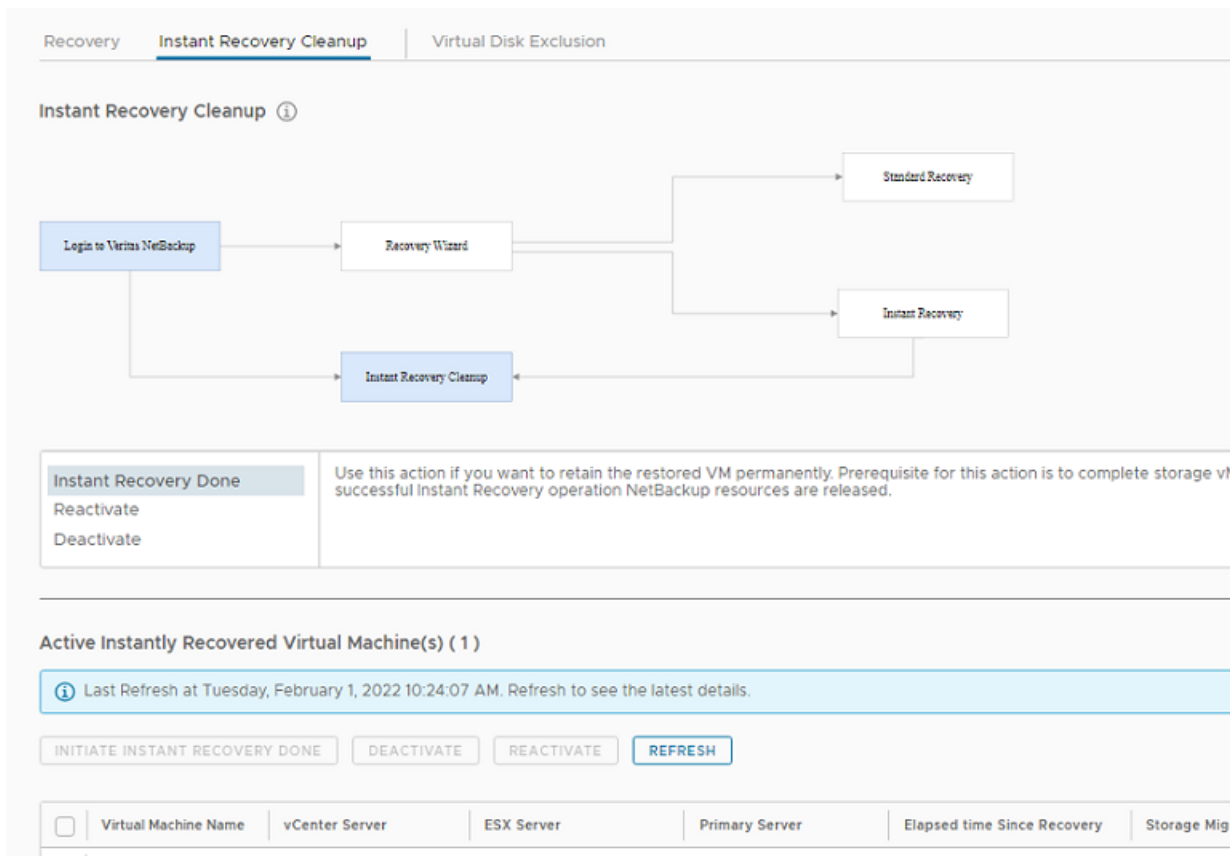 Recovery Instant Recovery Cleanup Virtual Disk Exclusion
Instant Recovery Cleanup
Standard Recovery
Login to Veritas NetBackup Recovery Wizard
Instant Recovery
Instant Recovery Cleanup
Instant Recovery Done
Reactivate
Deactivate
Use this action if you want to retain the restored VM permanently. Prerequisite for this action is to complete storage vM
successful Instant Recovery operation NetBackup resources are released.
Active Instantly Recovered Virtual Machine(s) ( 1 )
Last Refresh at Tuesday, February 1, 2022 10:24:07 AM. Refresh to see the latest details.
INITIATE INSTANT RECOVERY DONE DEACTIVATE REACTIVATE REFRESH
Virtual Machine Name vCenter Server ESX Server Primary Server Elapsed time Since Recovery Storage Mig